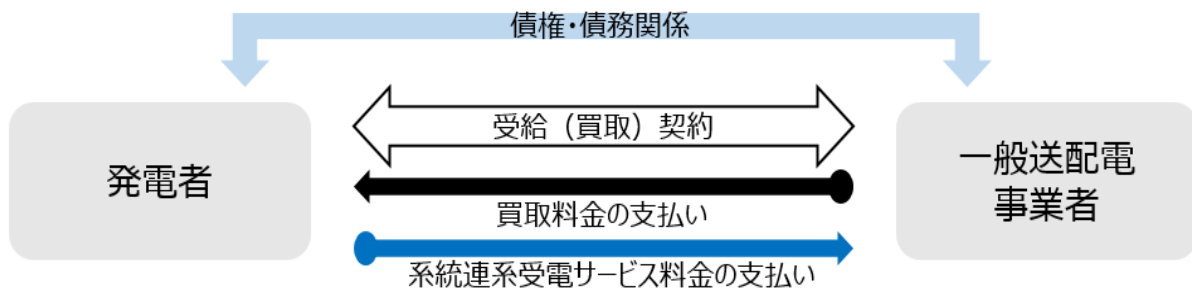 債権・債務関係
発電者
受給（買取）契約
買取料金の支払い
系統連系受電サービス料金の支払い
一般送配電
事業者